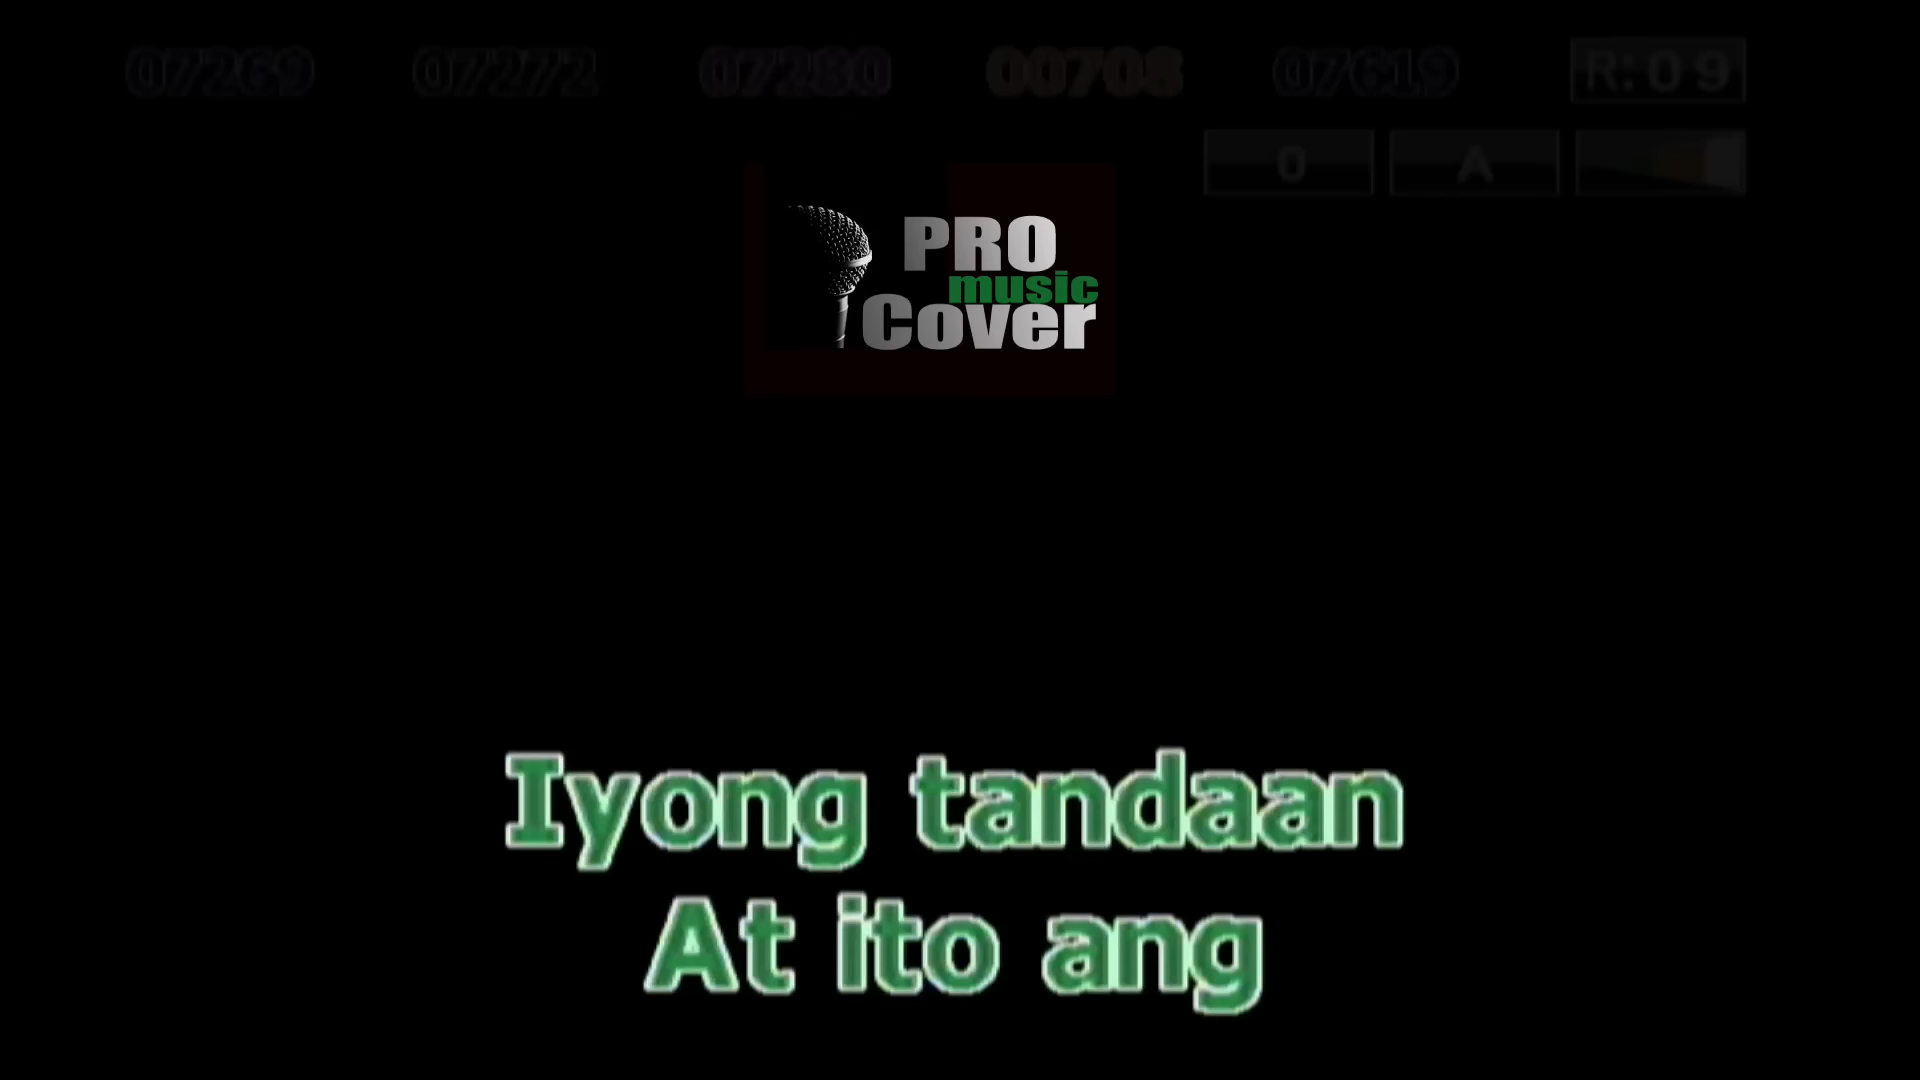 07269 07272 07280 00708 07619 R:09
0 A
PRO
music
Cover
Iyong tandaan
At ito ang